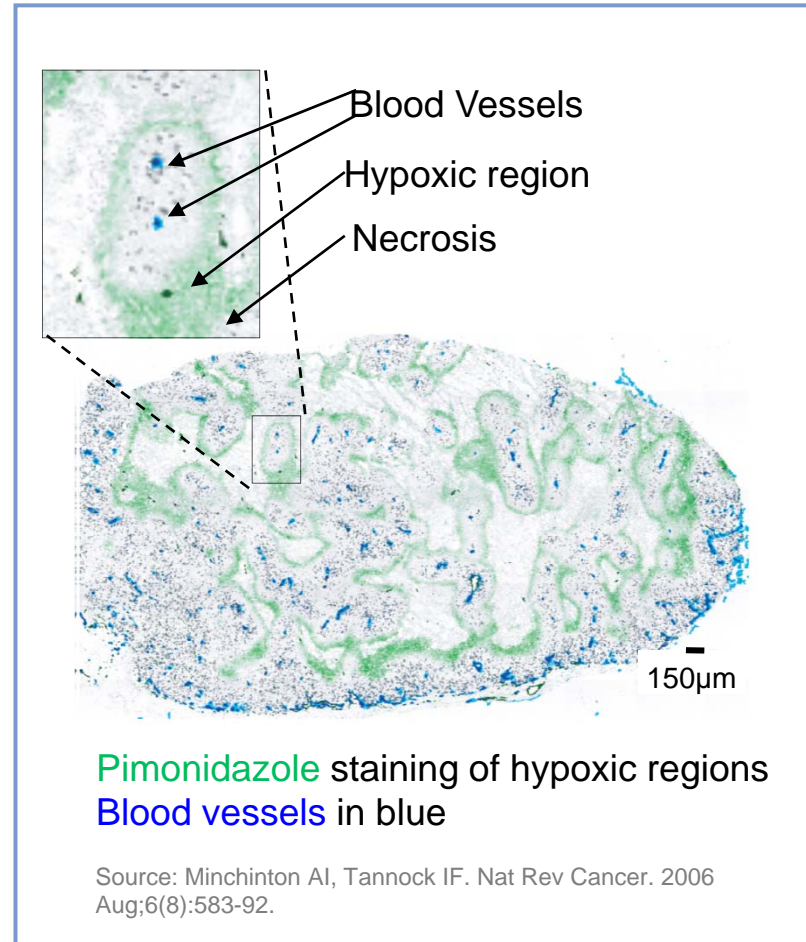 Blood Vessels
Hypoxic region
Necrosis
150µm
Pimonidazole staining of hypoxic regions
Blood vessels in blue
Source: Minchinton AI, Tannock IF. Nat Rev Cancer. 2006
Aug;6(8):583-92.